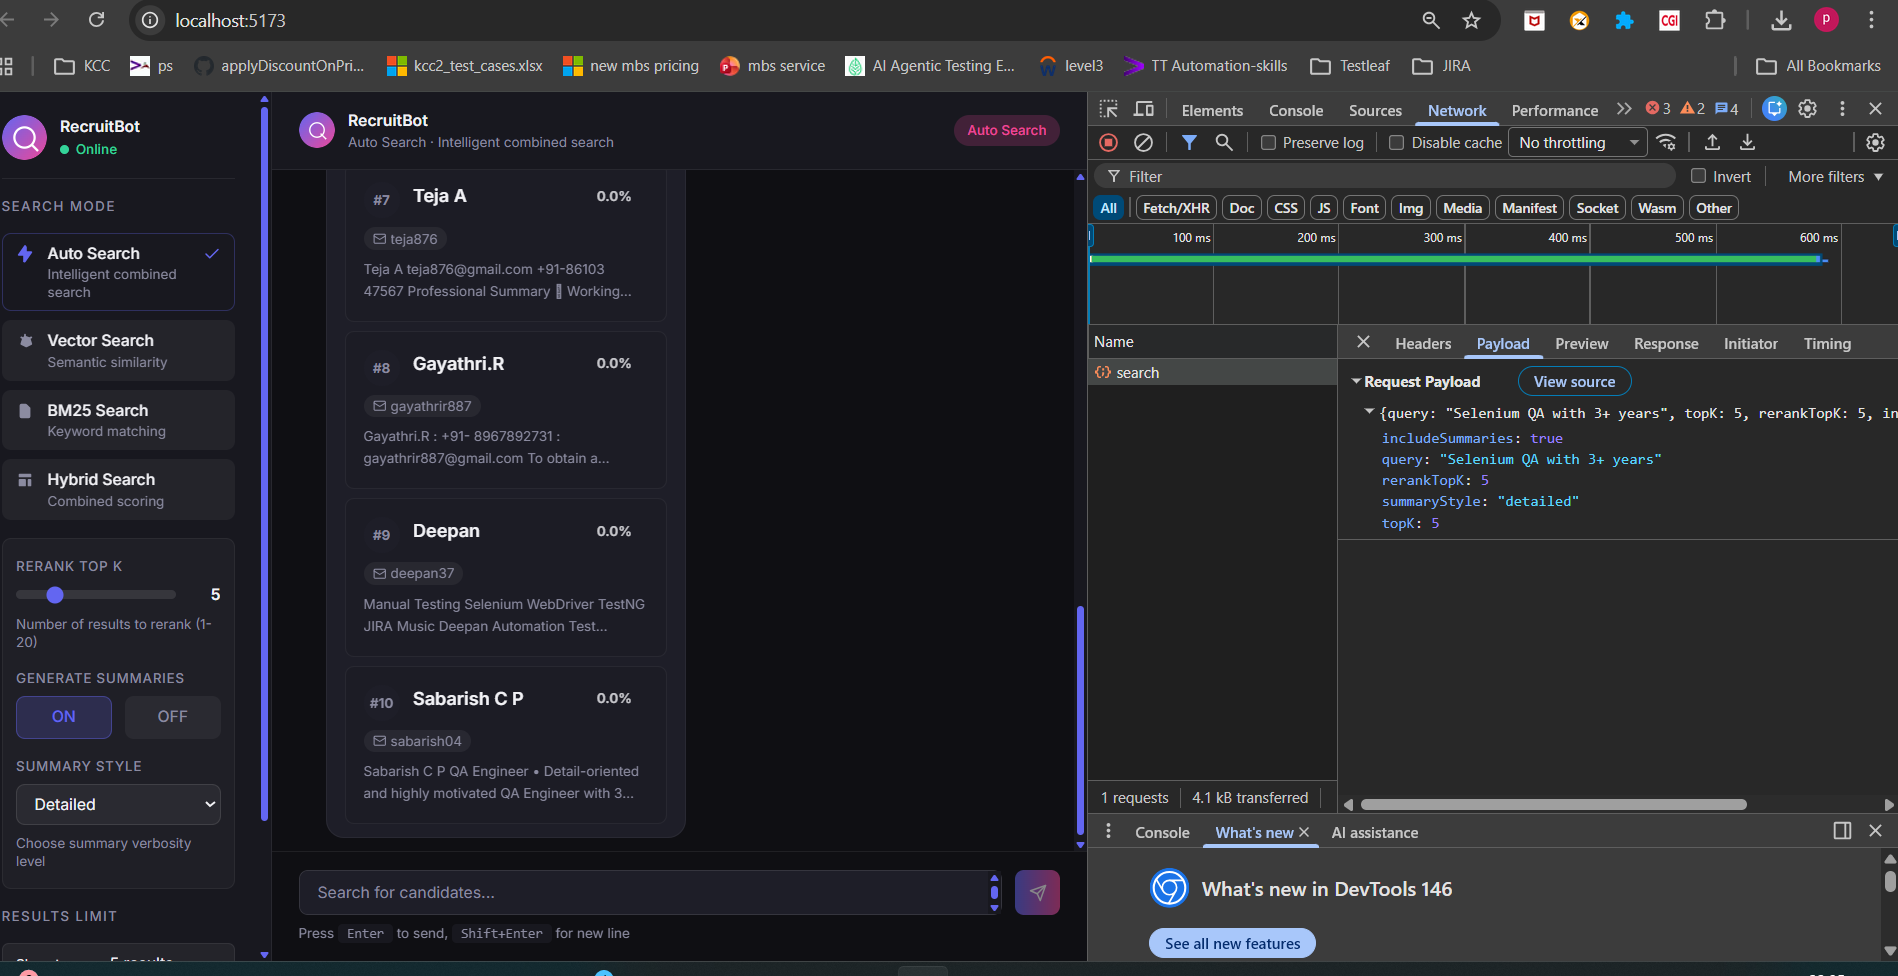 localhost:5173
CGI
P
KCC
ps
applyDiscountOnPri...
kcc2_test_cases.xlsx
new mbs pricing
mbs service
AI Agentic Testing E...
level3
TT Automation-skills
Testleaf
JIRA
All Bookmarks
RecruitBot
Online
SEARCH MODE
Auto Search
Intelligent combined
search
Vector Search
Semantic similarity
BM25 Search
Keyword matching
Hybrid Search
Combined scoring
RERANK TOP K
5
Number of results to rerank (1-
20)
GENERATE SUMMARIES
ON OFF
SUMMARY STYLE
Detailed
Choose summary verbosity
level
RESULTS LIMIT
RecruitBot
Auto Search · Intelligent combined search
Auto Search
#7 Teja A 0.0%
teja876
Teja A teja876@gmail.com +91-86103
47567 Professional Summary Working...
#8 Gayathri.R 0.0%
gayathrir887
Gayathri.R : +91- 8967892731 :
gayathrir887@gmail.com To obtain a...
#9 Deepan 0.0%
deepan37
Manual Testing Selenium WebDriver TestNG
JIRA Music Deepan Automation Test...
#10 Sabarish C P 0.0%
sabarish04
Sabarish C P QA Engineer • Detail-oriented
and highly motivated QA Engineer with 3...
Search for candidates...
Press Enter to send, Shift+Enter for new line
Elements Console Sources Network Performance 3 2 4
Preserve log Disable cache No throttling
Filter Invert More filters
All Fetch/XHR Doc CSS JS Font Img Media Manifest Socket Wasm Other
100 ms 200 ms 300 ms 400 ms 500 ms 600 ms
Name
search
Headers Payload Preview Response Initiator Timing
Request Payload View source
{query: "Selenium QA with 3+ years", topK: 5, rerankTopK: 5, in
includeSummaries: true
query: "Selenium QA with 3+ years"
rerankTopK: 5
summaryStyle: "detailed"
topK: 5
1 requests 4.1 kB transferred
Console What's new AI assistance
What's new in DevTools 146
See all new features